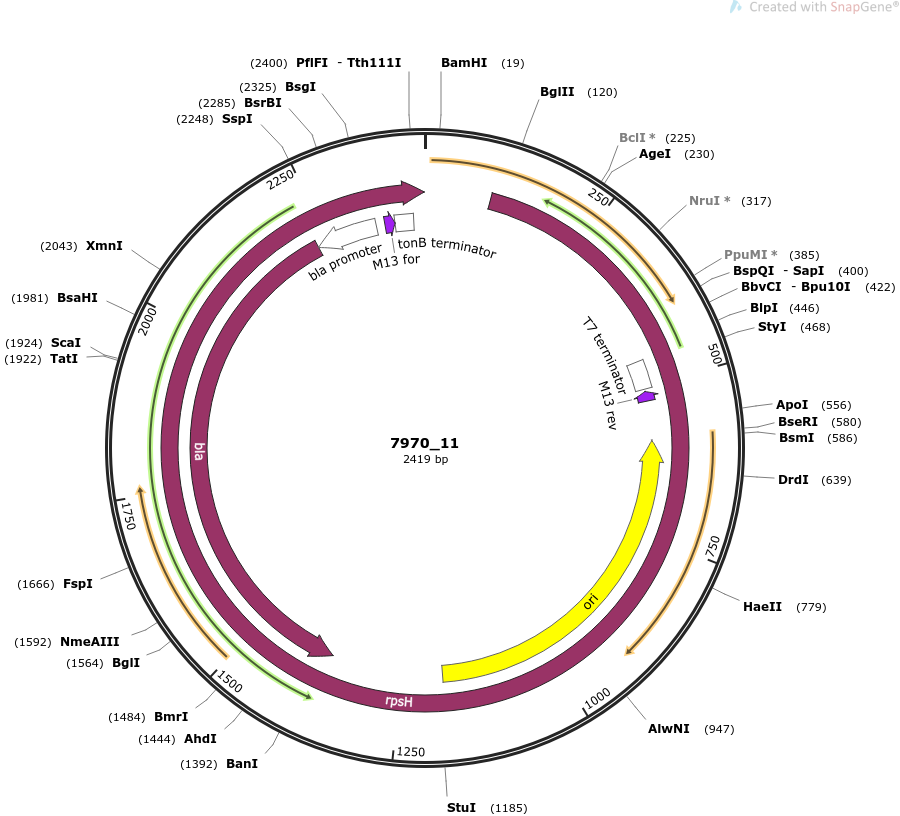 Created with SnapGene®
(2400) PflFI - Tth111I
BamHI (19)
(2325) BsgI
BglII (120)
(2285) BsrBI
(2248) SspI
BclI * (225)
AgeI (230)
2250
250
NruI * (317)
(2043) XmnI
bla promoter
M13 for
tonB terminator
PpuMI * (385)
BspQI - SapI (400)
BbvCI - Bpu10I (422)
(1981) BsaHI
2000
BlpI (446)
StyI (468)
(1924) ScaI
(1922) TatI
T7 terminator
500
M13 rev
ApoI (556)
BseRI (580)
BsmI (586)
bla
7970_11
2419 bp
DrdI (639)
1750
750
(1666) FspI
ori
HaeII (779)
(1592) NmeAIII
(1564) BglI
1500
1000
rpsH
(1484) BmrI
AlwNI (947)
(1444) AhdI
1250
(1392) BanI
StuI (1185)